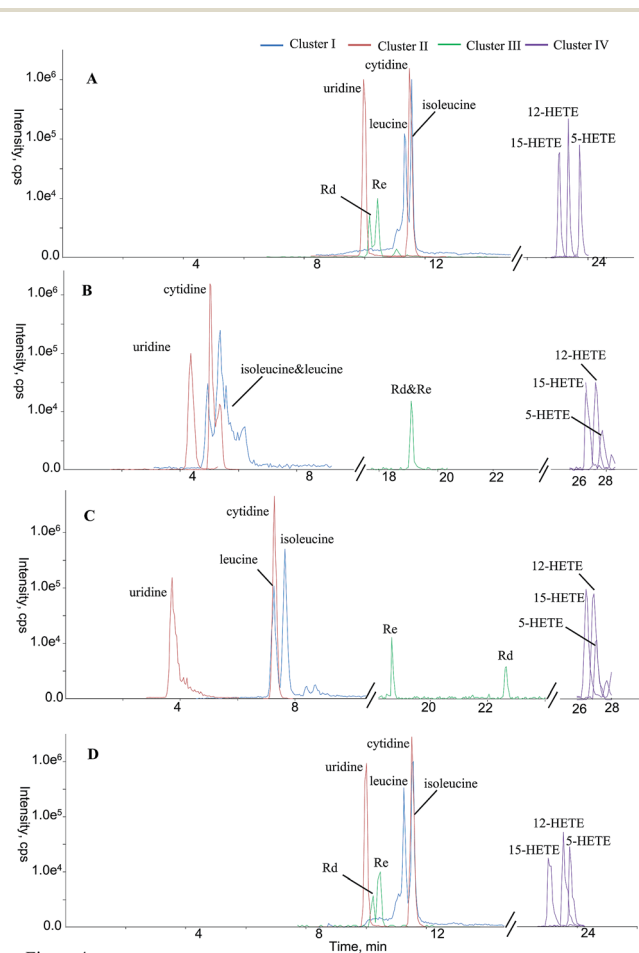 Cluster I Cluster II Cluster III Cluster IV
A
Intensity, cps
1.0e6
1.0e5
1.0e4
0.0
uridine
cytidine
leucine
isoleucine
Rd
Re
15-HETE
12-HETE
5-HETE
4 8 12 24
B
Intensity, cps
1.0e6
1.0e5
1.0e4
0.0
uridine
cytidine
isoleucine&leucine
Rd&Re
12-HETE
15-HETE
5-HETE
4 8 18 20 22 26 28
C
Intensity, cps
1.0e6
1.0e5
1.0e4
0.0
uridine
cytidine
leucine
isoleucine
Re
Rd
12-HETE
15-HETE
5-HETE
4 8 20 22 26 28
D
Intensity, cps
1.0e6
1.0e5
1.0e4
0.0
uridine
cytidine
leucine
isoleucine
Rd
Re
12-HETE
15-HETE
5-HETE
4 8 12 24
Time, min